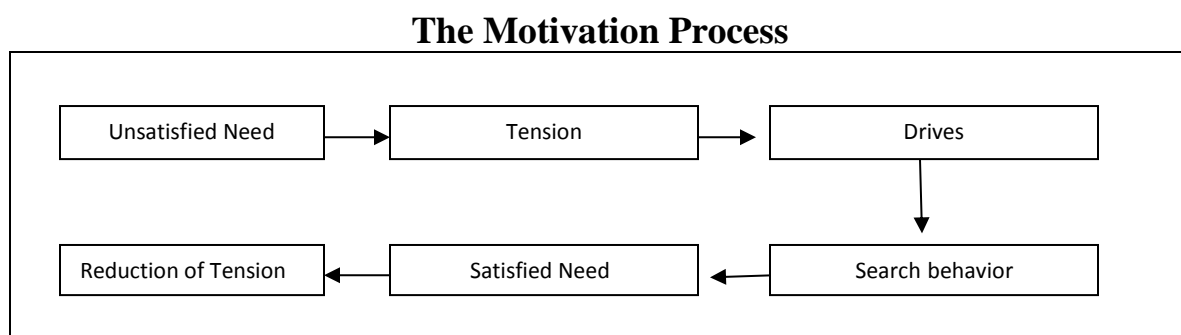 The Motivation Process
Unsatisfied Need
Tension
Drives
Search behavior
Satisfied Need
Reduction of Tension